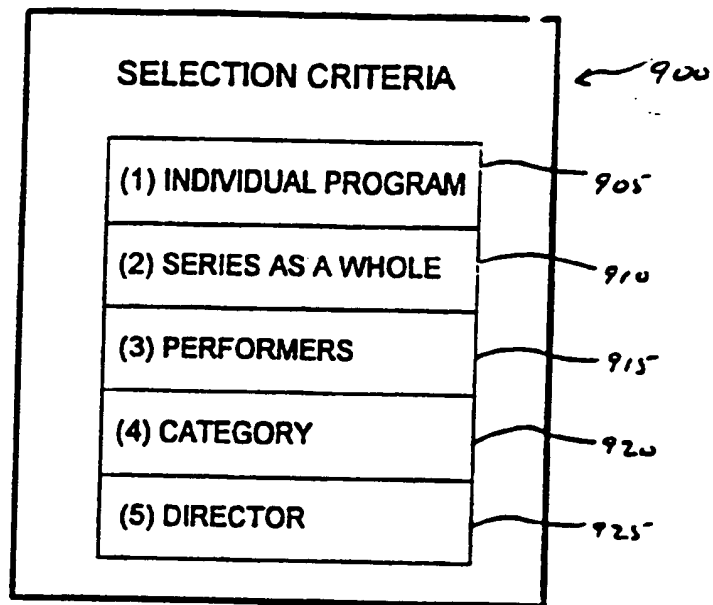 SELECTION CRITERIA
900
(1) INDIVIDUAL PROGRAM
905
(2) SERIES AS A WHOLE
910
(3) PERFORMERS
915
(4) CATEGORY
920
(5) DIRECTOR
925